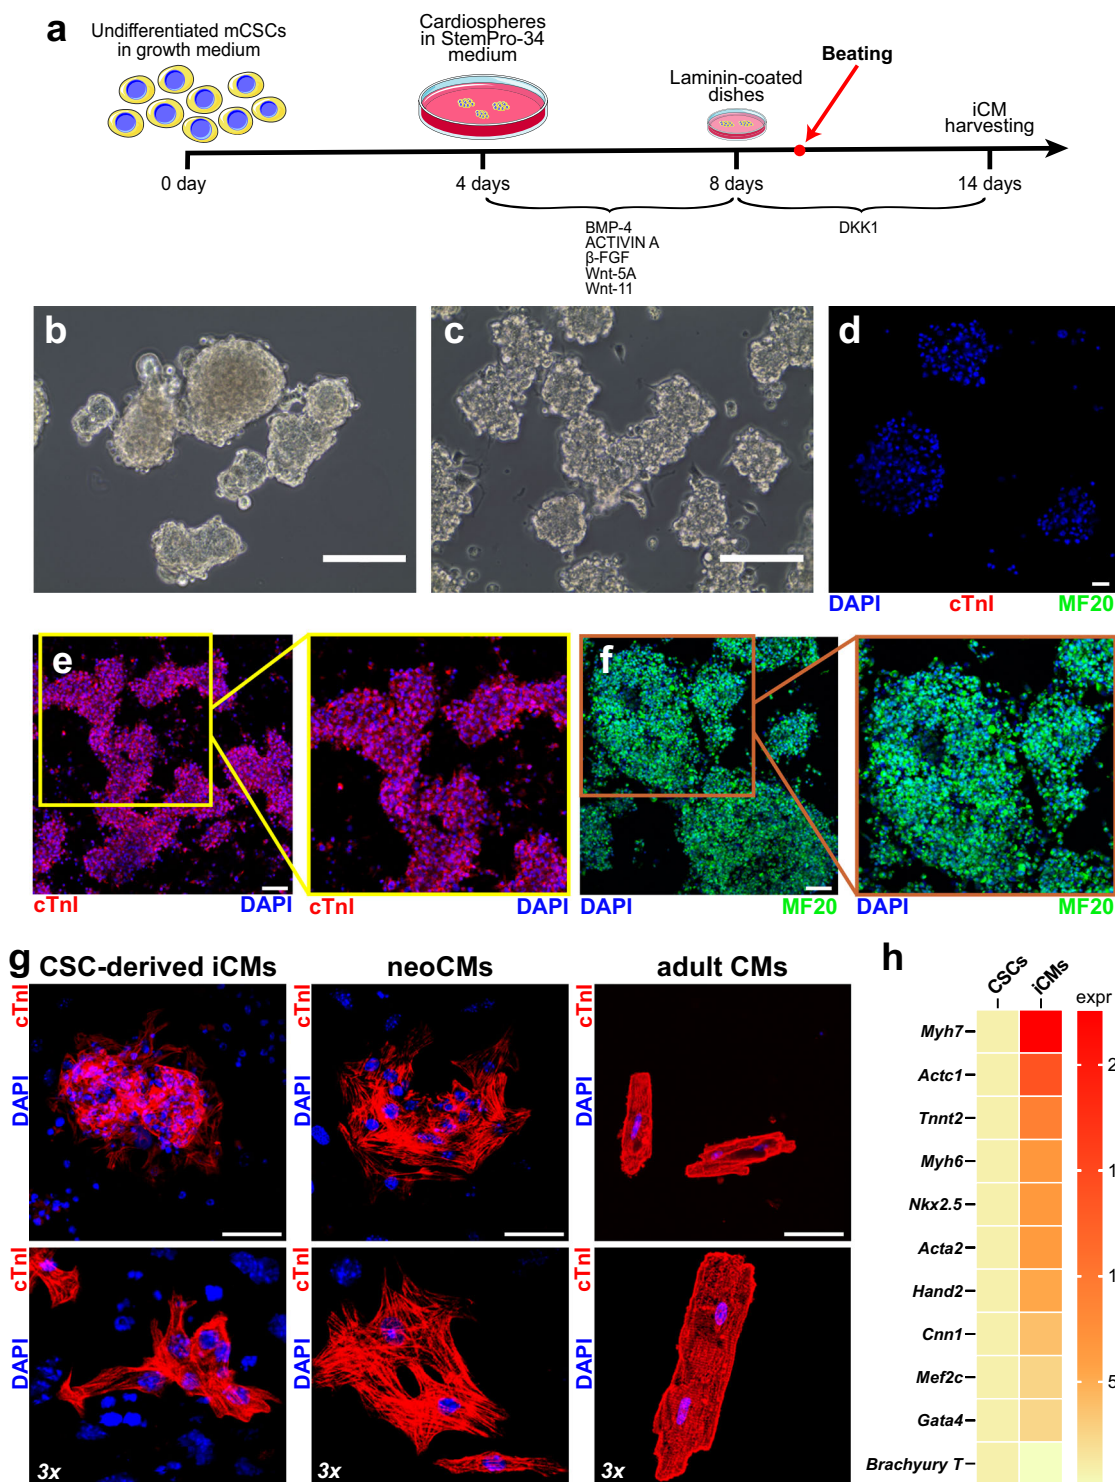 a
Undifferentiated mCSCs
in growth medium
Cardiospheres
in StemPro-34
medium
Laminin-coated
dishes
Beating
iCM
harvesting
0 day
4 days
8 days
14 days
BMP-4
ACTIVIN A
β-FGF
Wnt-5A
Wnt-11
DKK1
b
c
d
DAPI
cTnI
MF20
e
f
cTnI
DAPI
cTnI
DAPI
DAPI
MF20
DAPI
MF20
g
CSC-derived iCMs
neoCMs
adult CMs
DAPI
cTnI
DAPI
cTnI
DAPI
cTnI
DAPI
cTnI
3x
DAPI
cTnI
3x
DAPI
cTnI
3x
h
CSCs
iCMs
expr
Myh7
Actc1
Tnnt2
Myh6
Nkx2.5
Acta2
Hand2
Cnn1
Mef2c
Gata4
Brachyury T
5